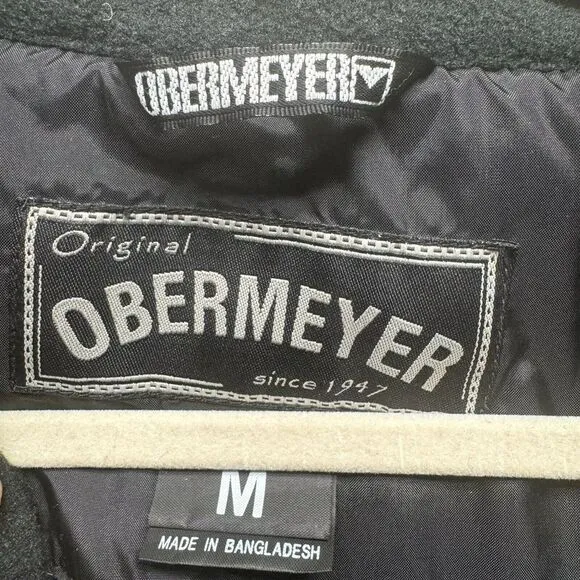 OBERMEYER
Original
OBERMEYER
since 1947
M
MADE IN BANGLADESH